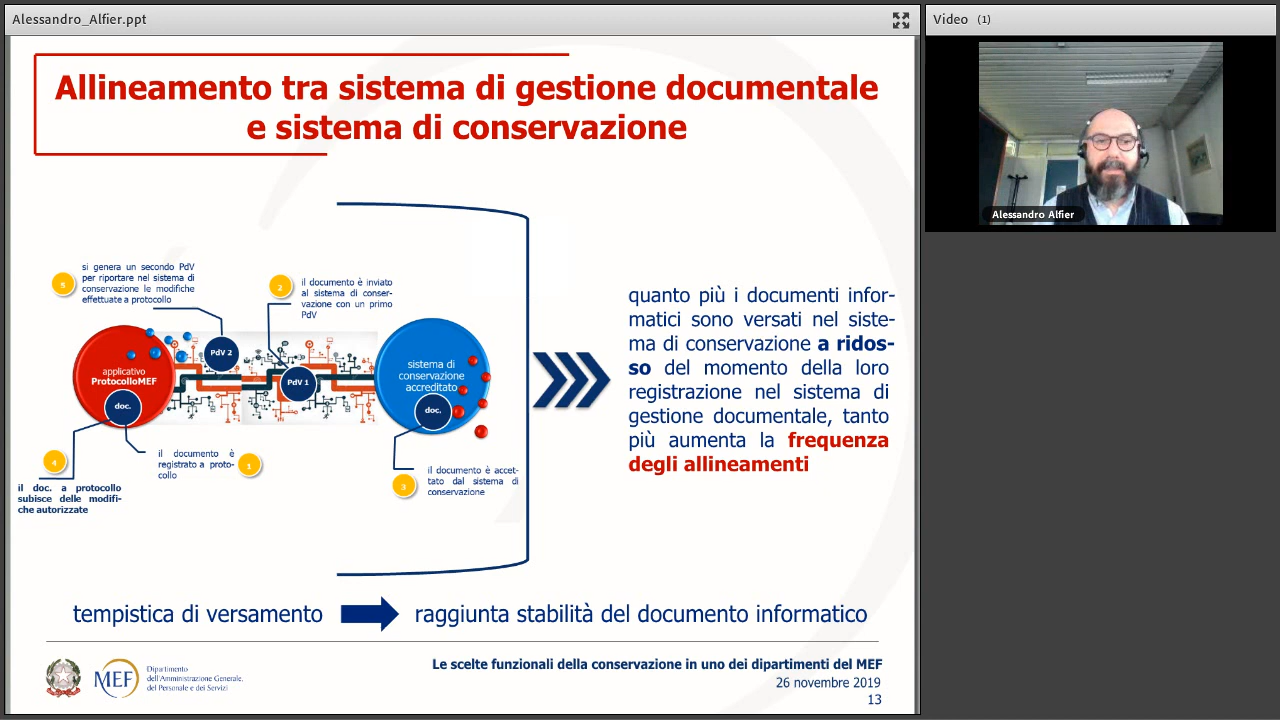 Alessandro_Alfier.ppt
Video (1)
Alessandro Alfier
Allineamento tra sistema di gestione documentale
e sistema di conservazione
5
si genera un secondo PdV
per riportare nel sistema di
conservazione le modifiche
effettuate a protocollo
2
il documento è inviato
al sistema di conser-
vazione con un primo
PdV
PdV 2
PdV 1
applicativo
ProtocolloMEF
doc.
sistema di
conservazione
accreditato
doc.
4
il doc. a protocollo
subisce delle modifi-
che autorizzate
il documento è
registrato a proto-
collo
1
3
il documento è accet-
tato dal sistema di
conservazione
quanto più i documenti infor-
matici sono versati nel siste-
ma di conservazione a ridos-
so del momento della loro
registrazione nel sistema di
gestione documentale, tanto
più aumenta la frequenza
degli allineamenti
tempistica di versamento
raggiunta stabilità del documento informatico
MEF
Dipartimento
dell'Amministrazione Generale,
del Personale e dei Servizi
Le scelte funzionali della conservazione in uno dei dipartimenti del MEF
26 novembre 2019
13